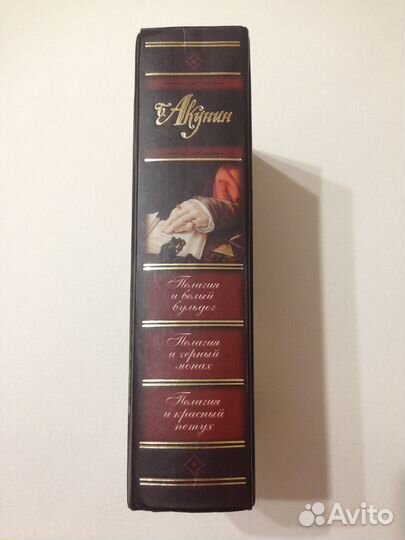 Б. Акунин
Пелагия
и белый
бульдог
Пелагия
и черный
монах
Пелагия
и красный
петух
Avito